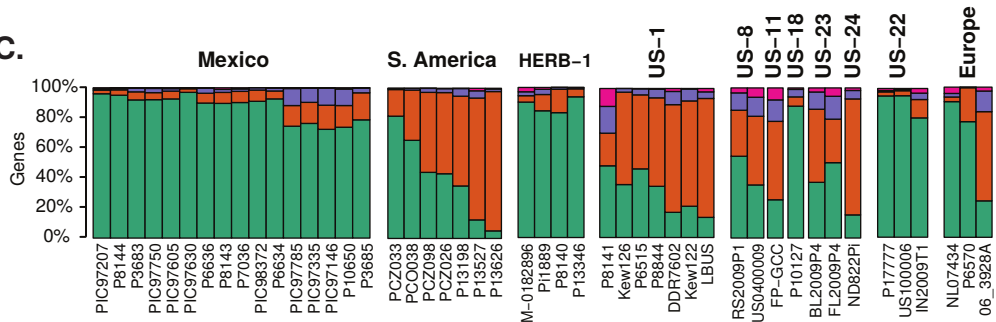 C.
Mexico
S. America
HERB-1
US-1
US-8
US-11
US-18
US-23
US-24
US-22
Europe
Genes
100%
80%
60%
40%
20%
0%
PIC97207
P8144
P3683
PIC97750
PIC97605
PIC97630
P6636
P8143
P7036
PIC98372
P6634
PIC97785
PIC97335
PIC97146
P10650
P3685
PCZ033
PCO038
PCZ098
PCZ026
P13198
P13527
P13626
M-0182896
Pi1889
P8140
P13346
P8141
Kew126
P6515
P8844
DDR7602
Kew122
LBUS
RS2009P1
US0400009
FP-GCC
P10127
BL2009P4
FL2009P4
ND822Pi
P17777
US100006
IN2009T1
NL07434
P6570
06_3928A